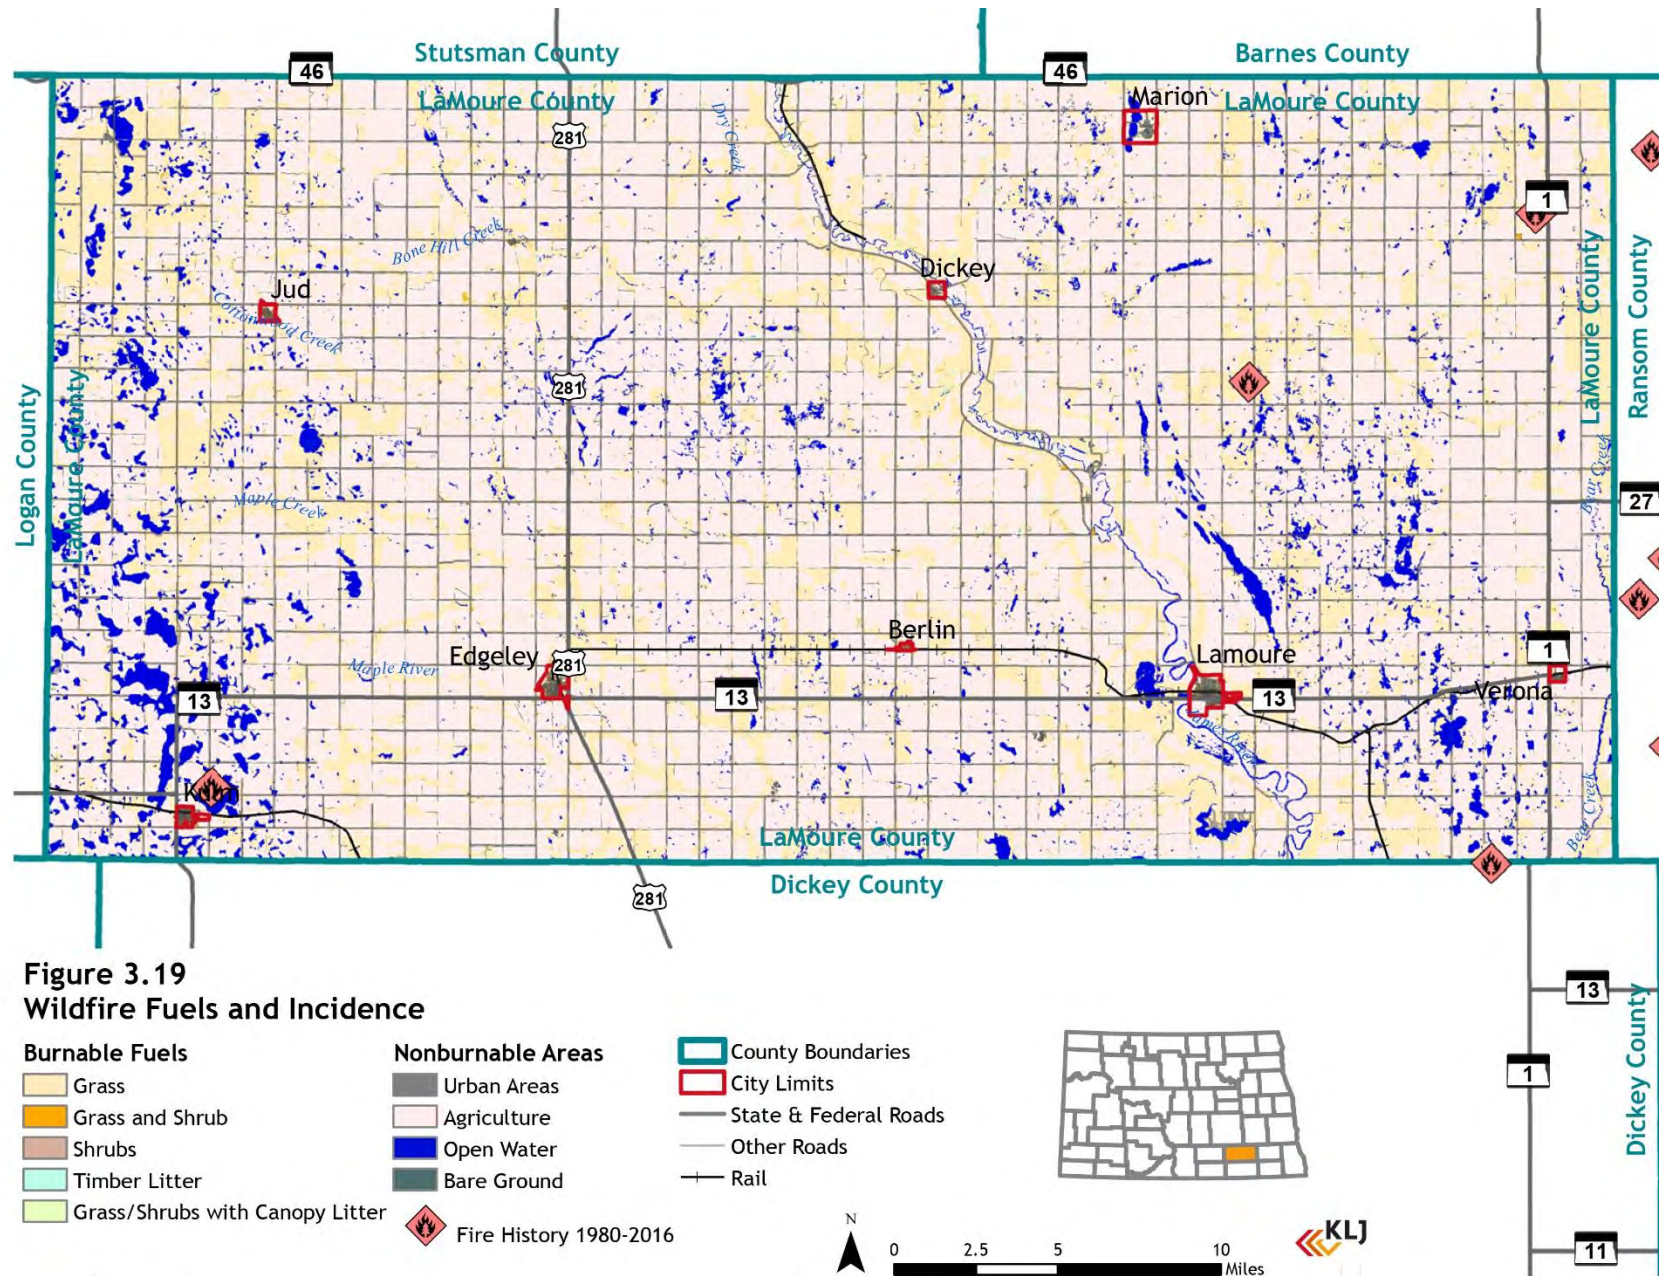 Stutsman County
Barnes County
46
46
LaMoure County
Marion
LaMoure County
281
Dry Creek
1
Bone Hill Creek
Dickey
Jud
Cottonwood Creek
LaMoure County
Ransom County
281
Logan County
LaMoure County
Bear Creek
Maple Creek
27
Berlin
Edgeley
281
Lamoure
1
Maple River
13
13
13
Verona
James River
Kulm
Bear Creek
LaMoure County
Dickey County
281
Figure 3.19
Wildfire Fuels and Incidence
Burnable Fuels
Grass
Grass and Shrub
Shrubs
Timber Litter
Grass/Shrubs with Canopy Litter
Nonburnable Areas
Urban Areas
Agriculture
Open Water
Bare Ground
Fire History 1980-2016
County Boundaries
City Limits
State & Federal Roads
Other Roads
Rail
N
0 2.5 5 10
Miles
KLJ
13
Dickey County
1
11